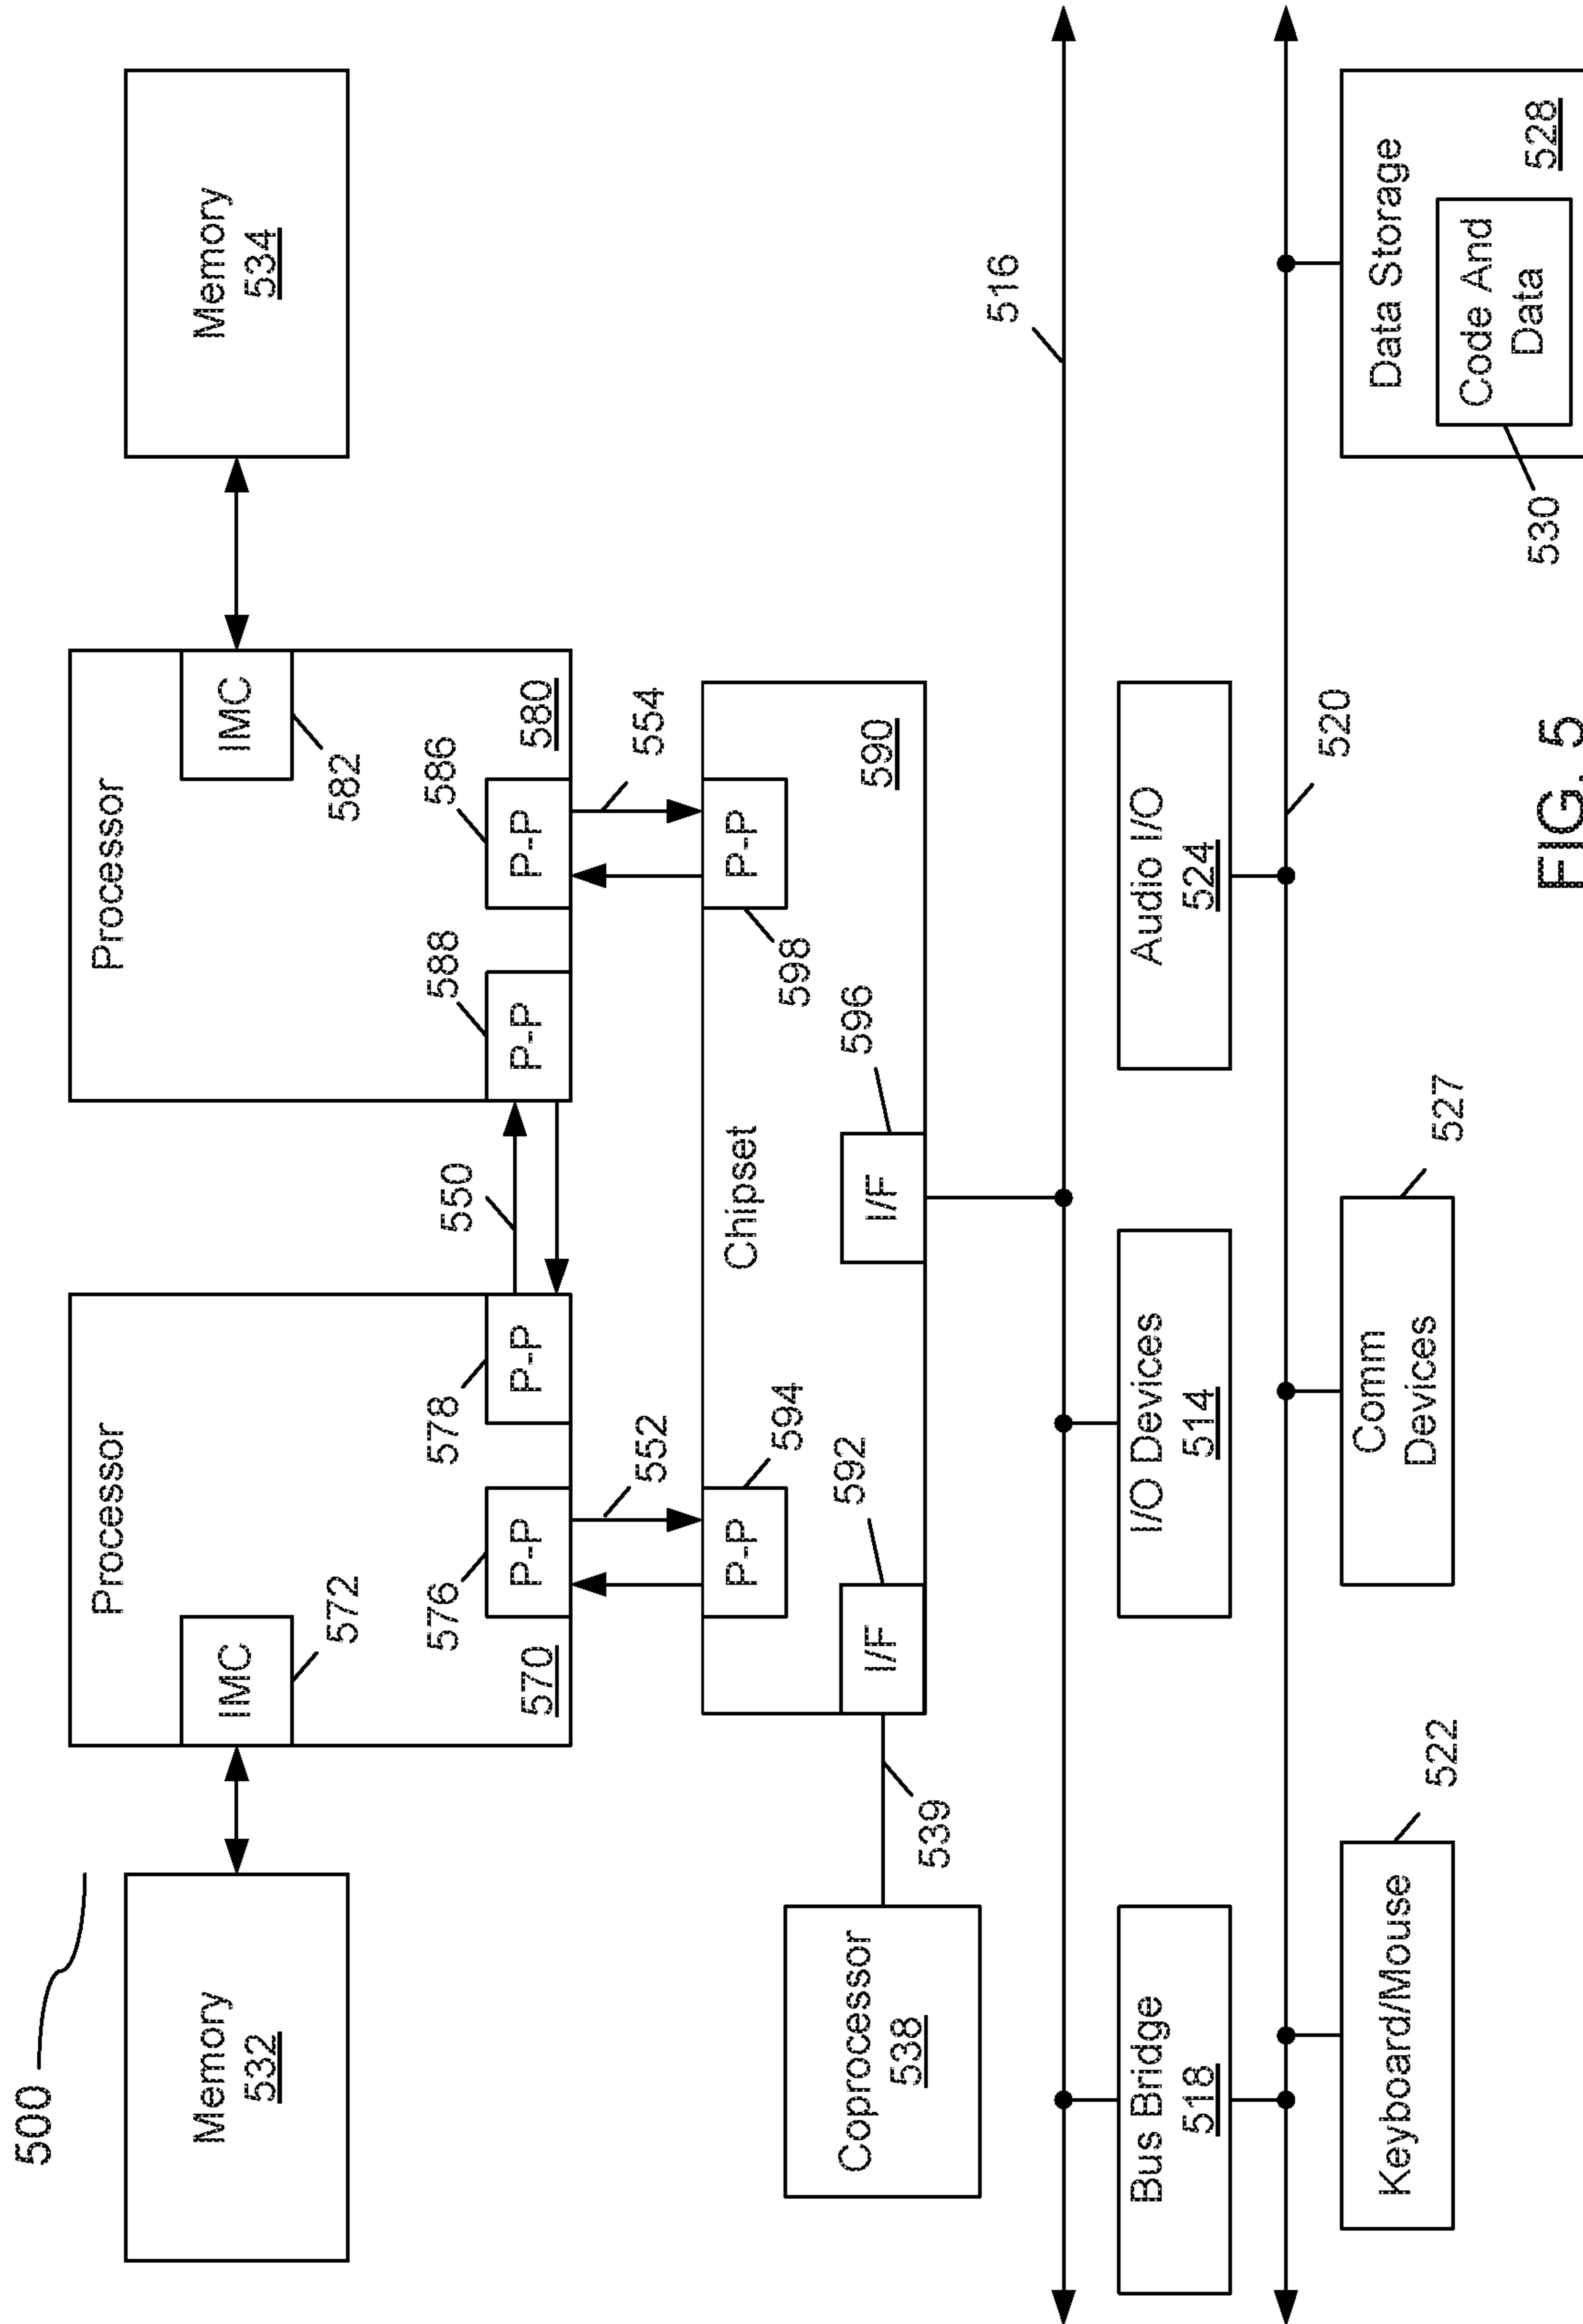 500
Memory
532
Processor
IMC
572
570
576
P-P
578
P-P
550
Processor
IMC
582
580
588
P-P
586
P-P
Memory
534
552
554
Coprocessor
538
539
Chipset
590
594
P-P
598
P-P
592
I/F
596
I/F
516
Bus Bridge
518
I/O Devices
514
Audio I/O
524
520
Keyboard/Mouse
522
Comm
Devices
527
Data Storage
528
Code And
Data
530
FIG. 5